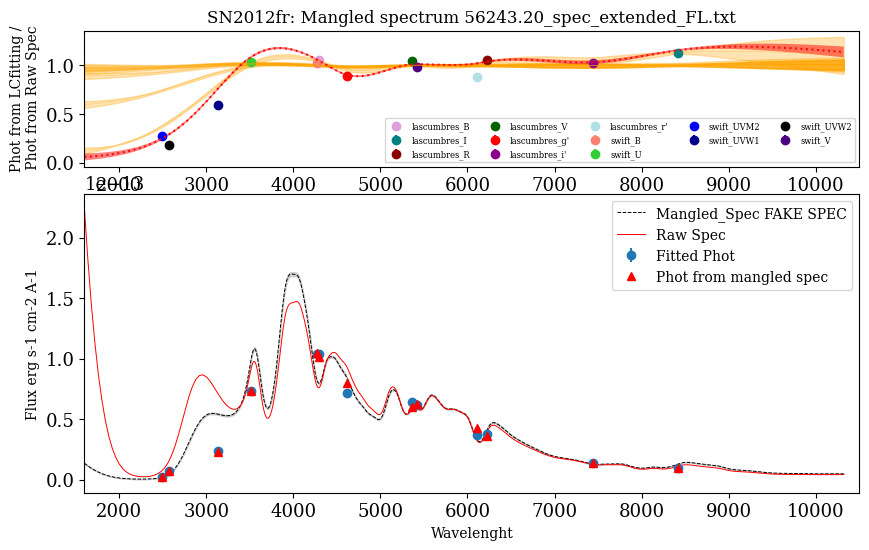 SN2012fr: Mangled spectrum 56243.20_spec_extended_FL.txt
Phot from LCfitting /
Phot from Raw Spec
1.0
0.5
0.0
lascumbres_B lascumbres_V lascumbres_r' swift_UVM2 swift_UVW2
lascumbres_I lascumbres_g' swift_B swift_UVW1 swift_V
lascumbres_R lascumbres_i' swift_U
2000 3000 4000 5000 6000 7000 8000 9000 10000
1e−13
Flux erg s-1 cm-2 A-1
2.0
1.5
1.0
0.5
0.0
Mangled_Spec FAKE SPEC
Raw Spec
Fitted Phot
Phot from mangled spec
2000 3000 4000 5000 6000 7000 8000 9000 10000
Wavelenght